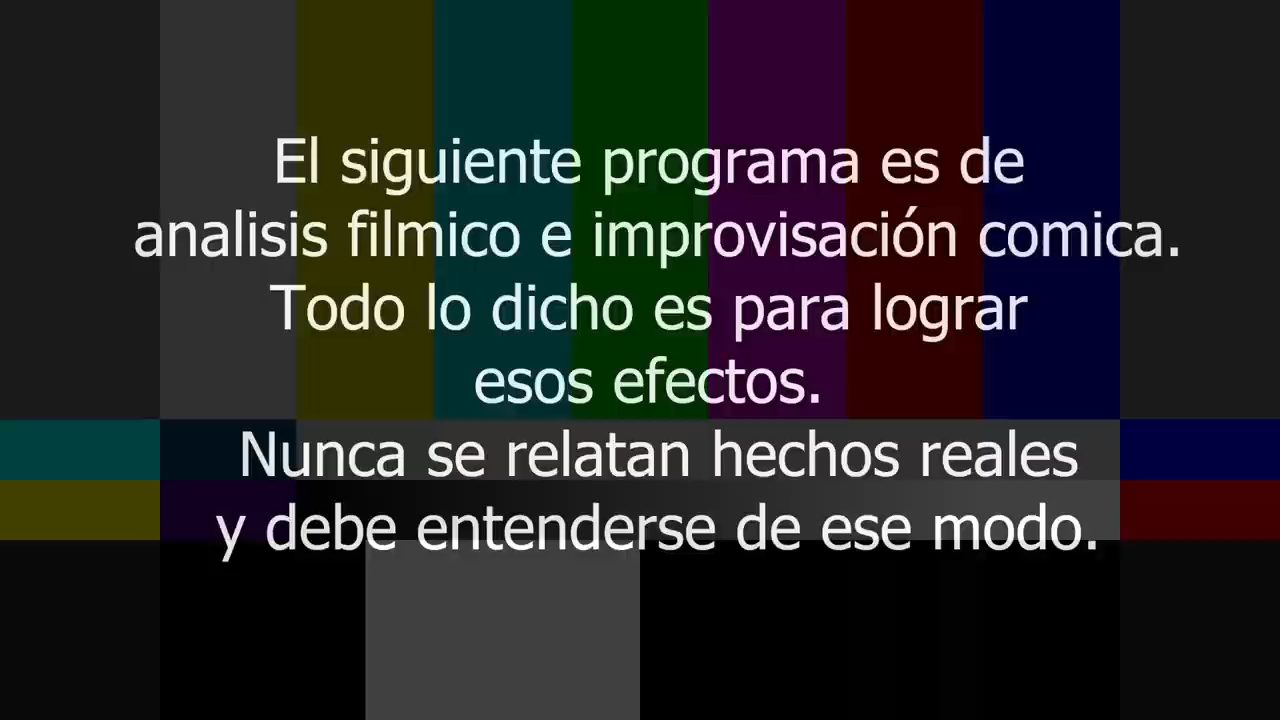 El siguiente programa es de
analisis filmico e improvisación comica.
Todo lo dicho es para lograr
esos efectos.
Nunca se relatan hechos reales
y debe entenderse de ese modo.